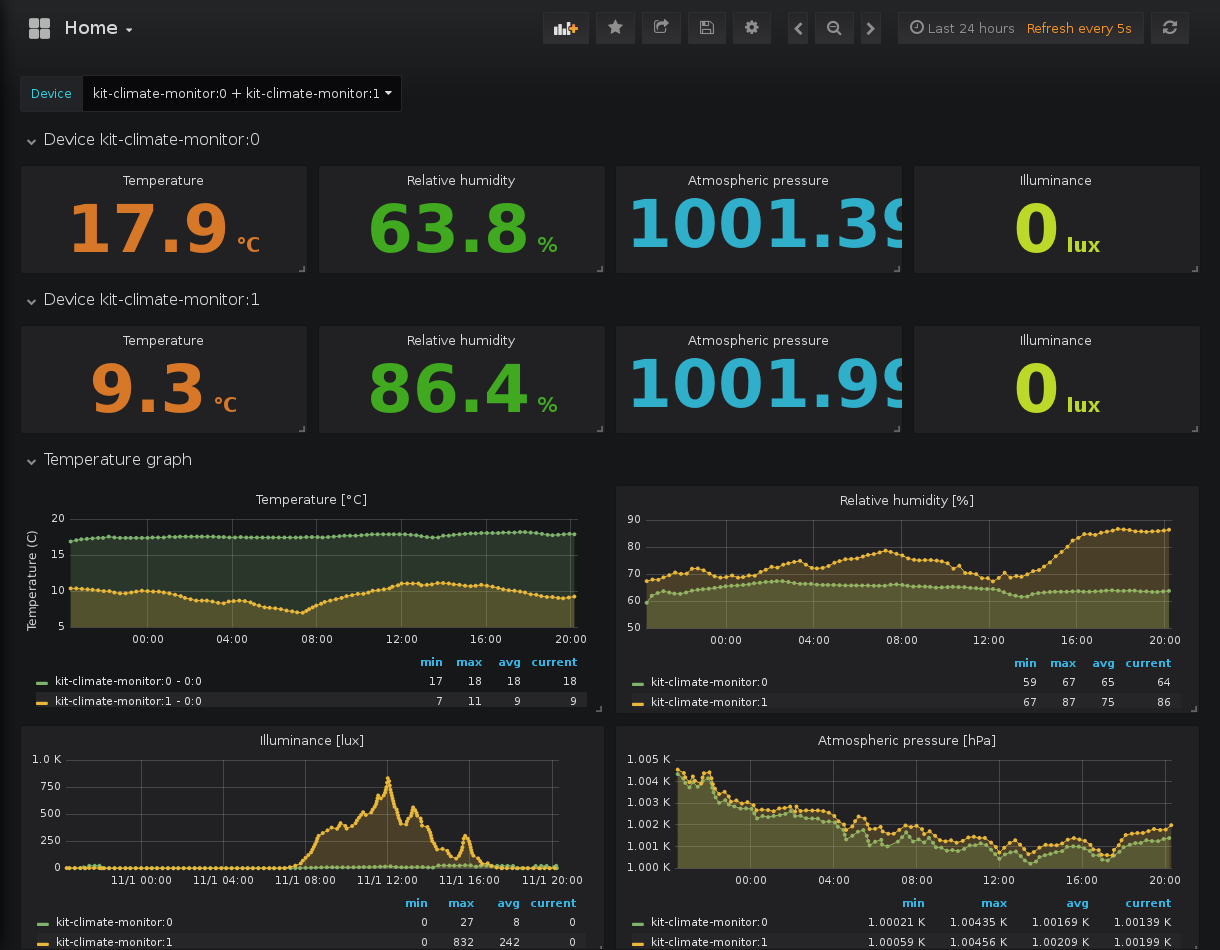 Home
Last 24 hours Refresh every 5s
Device kit-climate-monitor:0 + kit-climate-monitor:1
Device kit-climate-monitor:0
Temperature Relative humidity Atmospheric pressure Illuminance
17.9 °C 63.8 % 1001.39 0 lux
Device kit-climate-monitor:1
Temperature Relative humidity Atmospheric pressure Illuminance
9.3 °C 86.4 % 1001.99 0 lux
Temperature graph
Temperature [°C]
Temperature (C)
20
15
10
5
00:00 04:00 08:00 12:00 16:00 20:00
min max avg current
kit-climate-monitor:0 - 0:0 17 18 18 18
kit-climate-monitor:1 - 0:0 7 11 9 9
Relative humidity [%]
90
80
70
60
50
00:00 04:00 08:00 12:00 16:00 20:00
min max avg current
kit-climate-monitor:0 59 67 65 64
kit-climate-monitor:1 67 87 75 86
Illuminance [lux]
1.0 K
750
500
250
0
11/1 00:00 11/1 04:00 11/1 08:00 11/1 12:00 11/1 16:00 11/1 20:00
min max avg current
kit-climate-monitor:0 0 27 8 0
kit-climate-monitor:1 0 832 242 0
Atmospheric pressure [hPa]
1.005 K
1.004 K
1.003 K
1.002 K
1.001 K
1.000 K
00:00 04:00 08:00 12:00 16:00 20:00
min max avg current
kit-climate-monitor:0 1.00021 K 1.00435 K 1.00169 K 1.00139 K
kit-climate-monitor:1 1.00059 K 1.00456 K 1.00209 K 1.00199 K